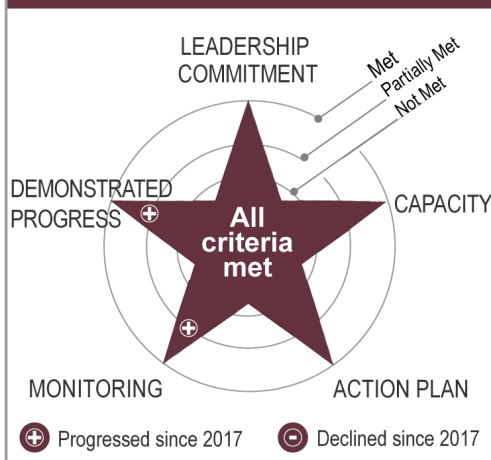 LEADERSHIP
COMMITMENT
Met
Partially Met
Not Met
DEMONSTRATED
PROGRESS
CAPACITY
All
criteria
met
MONITORING
ACTION PLAN
Progressed since 2017
Declined since 2017